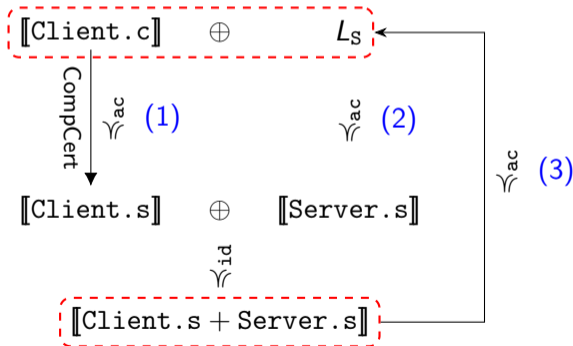 ⟦Client.c⟧ ⊕ L_S
CompCert ≼^ac (1) ≼^ac (2)
≼^ac (3)
⟦Client.s⟧ ⊕ ⟦Server.s⟧
≼^id
⟦Client.s + Server.s⟧